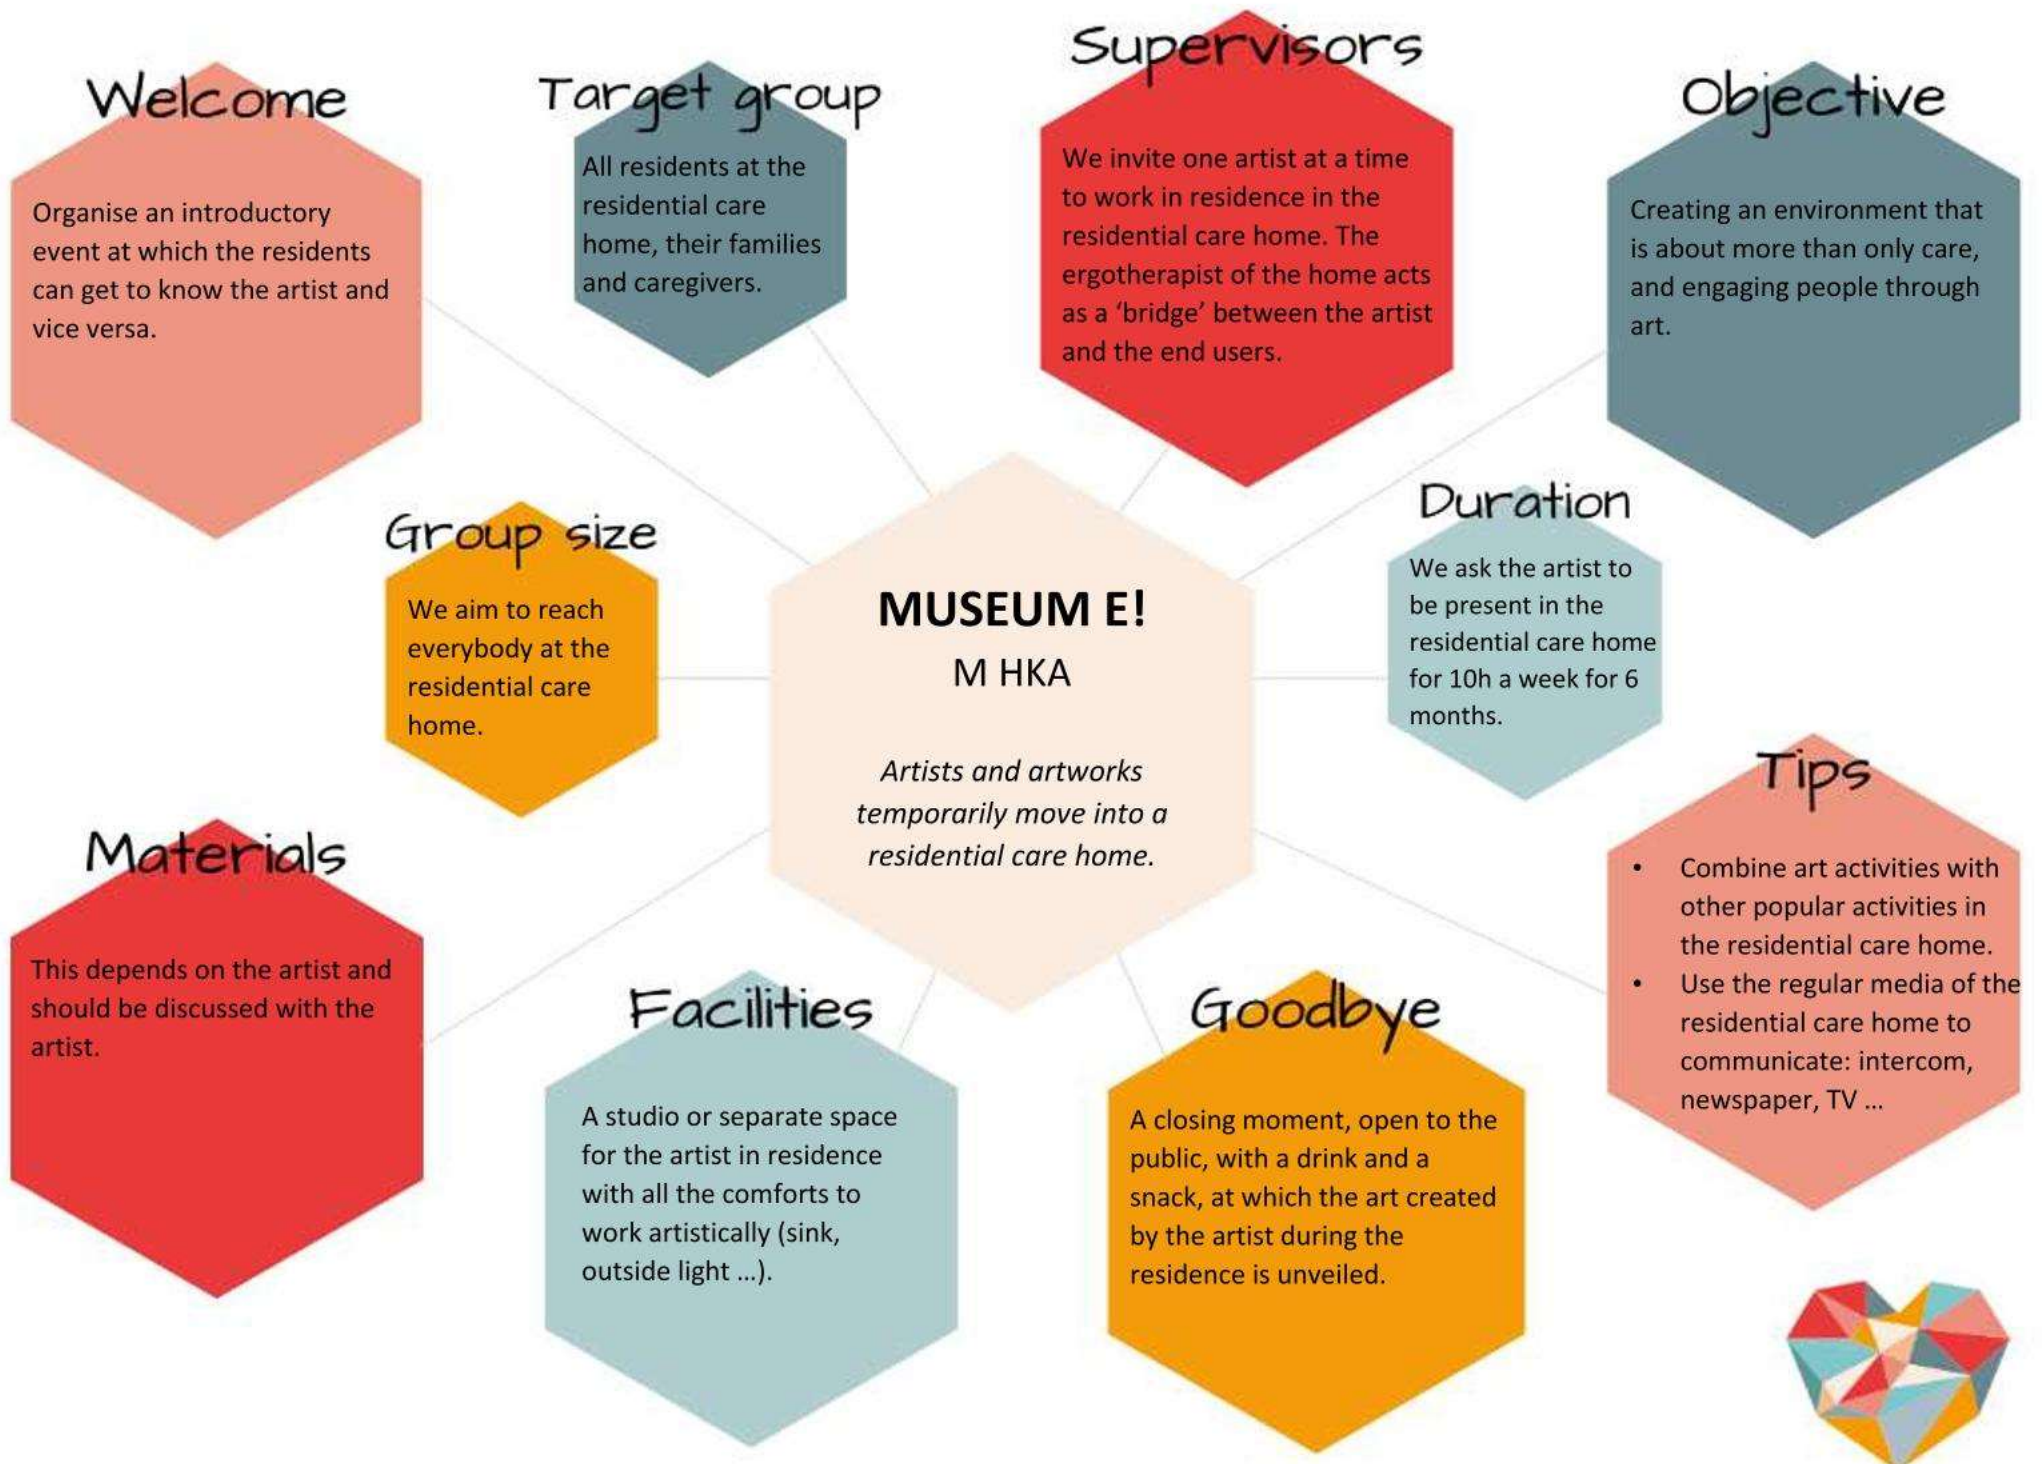 Welcome
Organise an introductory
event at which the residents
can get to know the artist and
vice versa.
Target group
All residents at the
residential care
home, their families
and caregivers.
Supervisors
We invite one artist at a time
to work in residence in the
residential care home. The
ergotherapist of the home acts
as a ‘bridge’ between the artist
and the end users.
Objective
Creating an environment that
is about more than only care,
and engaging people through
art.
Group size
We aim to reach
everybody at the
residential care
home.
MUSEUM E!
M HKA
Artists and artworks
temporarily move into a
residential care home.
Duration
We ask the artist to
be present in the
residential care home
for 10h a week for 6
months.
Materials
This depends on the artist and
should be discussed with the
artist.
Facilities
A studio or separate space
for the artist in residence
with all the comforts to
work artistically (sink,
outside light ...).
Goodbye
A closing moment, open to the
public, with a drink and a
snack, at which the art created
by the artist during the
residence is unveiled.
Tips
• Combine art activities with
other popular activities in
the residential care home.
• Use the regular media of the
residential care home to
communicate: intercom,
newspaper, TV ...